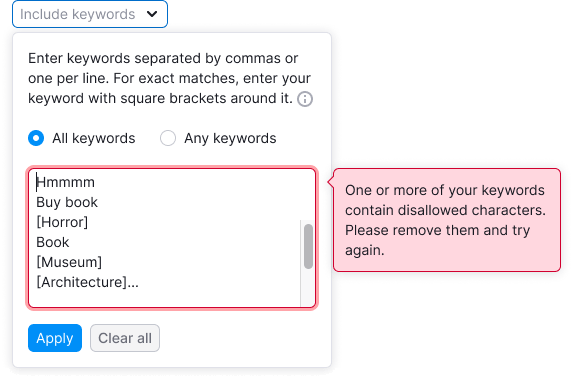 Include keywords
Enter keywords separated by commas or
one per line. For exact matches, enter your
keyword with square brackets around it.
All keywords
Any keywords
Hmmmm
Buy book
[Horror]
Book
[Museum]
[Architecture]...
One or more of your keywords
contain disallowed characters.
Please remove them and try
again.
Apply
Clear all